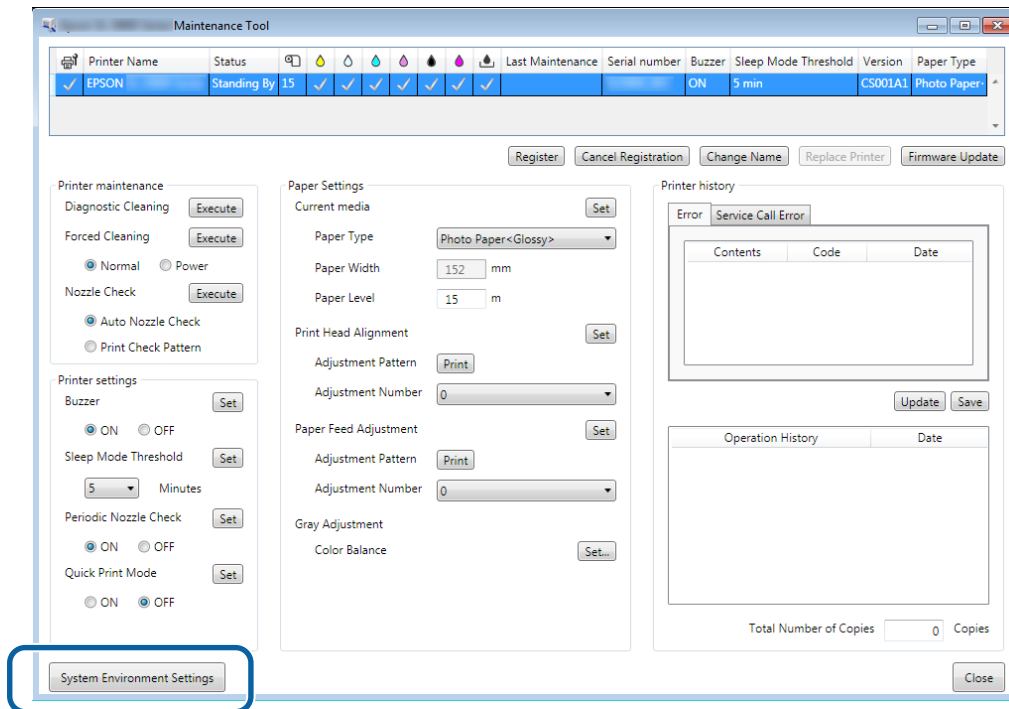 Maintenance Tool
Printer Name Status Last Maintenance Serial number Buzzer Sleep Mode Threshold Version Paper Type
EPSON Standing By 15 ON 5 min CS001A1 Photo Paper
Register Cancel Registration Change Name Replace Printer Firmware Update
Printer maintenance
Diagnostic Cleaning Execute
Forced Cleaning Execute
Normal Power
Nozzle Check Execute
Auto Nozzle Check
Print Check Pattern
Printer settings
Buzzer Set
ON OFF
Sleep Mode Threshold Set
5 Minutes
Periodic Nozzle Check Set
ON OFF
Quick Print Mode Set
ON OFF
Paper Settings
Current media Set
Paper Type Photo Paper<Glossy>
Paper Width 152 mm
Paper Level 15 m
Print Head Alignment Set
Adjustment Pattern Print
Adjustment Number 0
Paper Feed Adjustment Set
Adjustment Pattern Print
Adjustment Number 0
Gray Adjustment
Color Balance Set...
Printer history
Error Service Call Error
Contents Code Date
Update Save
Operation History Date
Total Number of Copies 0 Copies
System Environment Settings Close